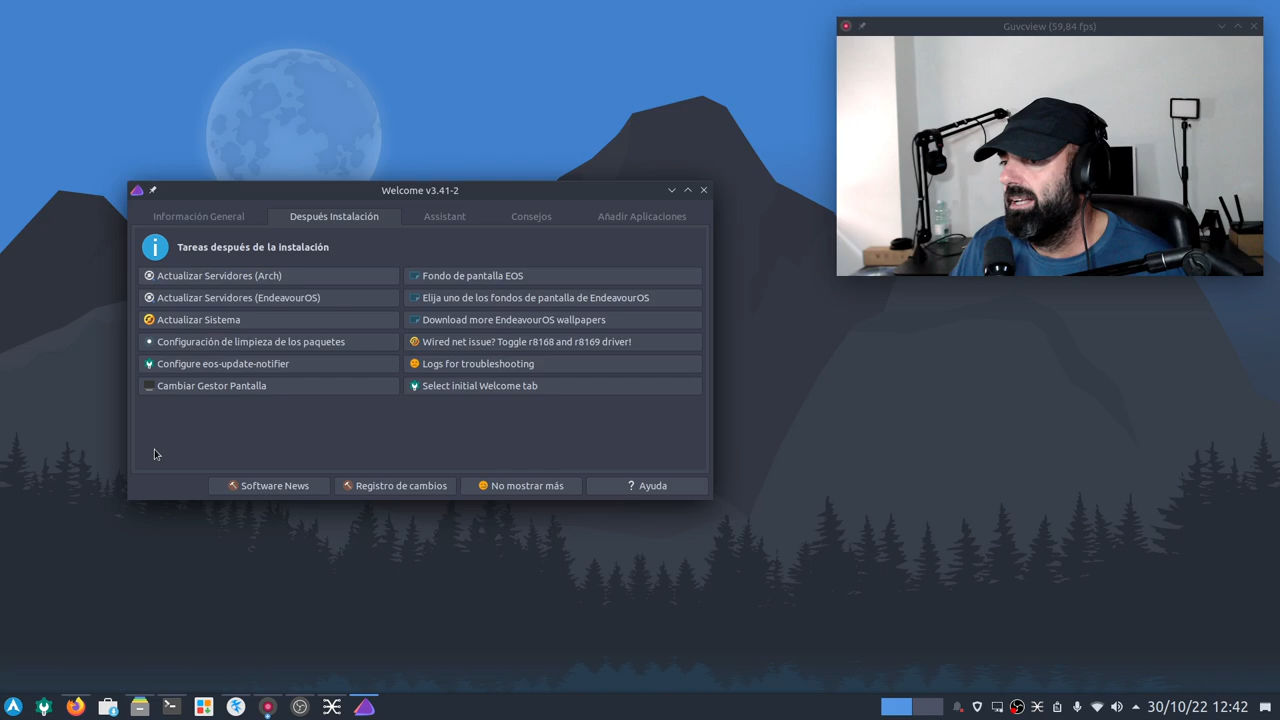 Guvcview (59,84 fps)
Welcome v3.41-2
Información General
Después Instalación
Assistant
Consejos
Añadir Aplicaciones
Tareas después de la instalación
Actualizar Servidores (Arch)
Fondo de pantalla EOS
Actualizar Servidores (EndeavourOS)
Elija uno de los fondos de pantalla de EndeavourOS
Actualizar Sistema
Download more EndeavourOS wallpapers
Configuración de limpieza de los paquetes
Wired net issue? Toggle r8168 and r8169 driver!
Configure eos-update-notifier
Logs for troubleshooting
Cambiar Gestor Pantalla
Select initial Welcome tab
Software News
Registro de cambios
No mostrar más
? Ayuda
30/10/22 12:42